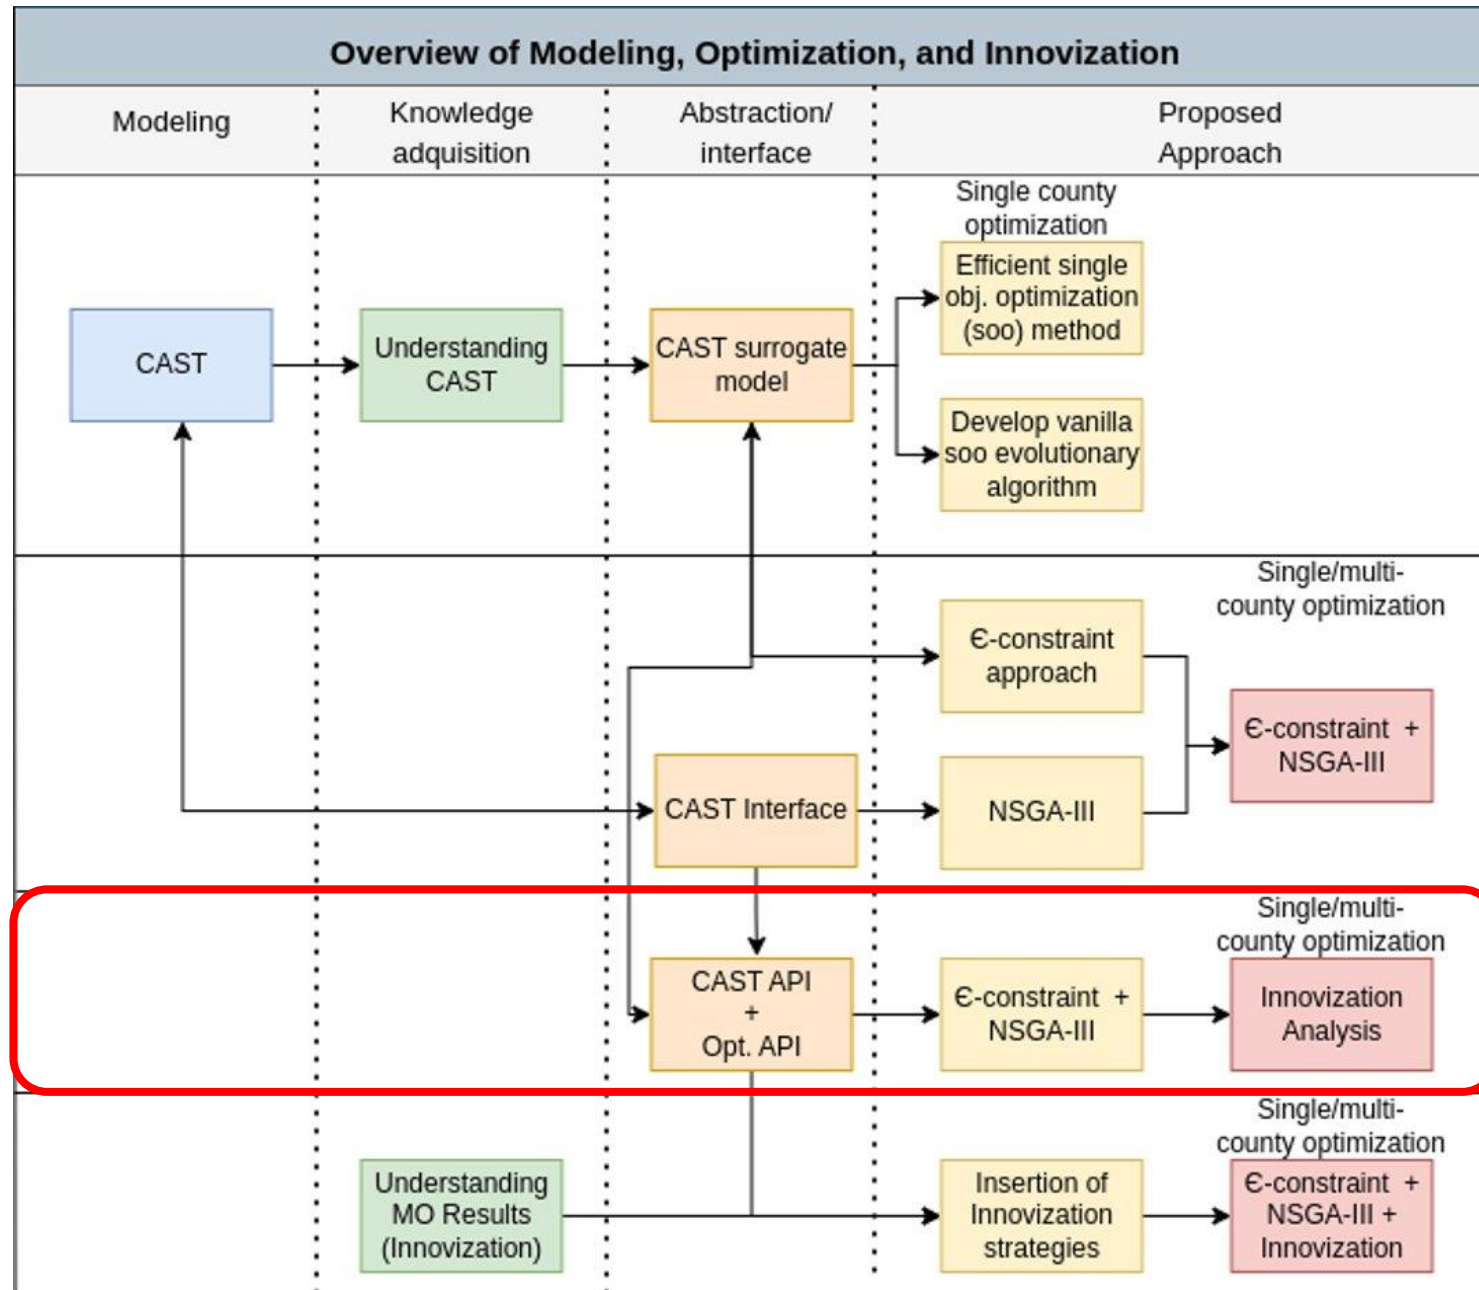 Overview of Modeling, Optimization, and Innovization
Modeling
Knowledge
adquisition
Abstraction/
interface
Proposed
Approach
Single county
optimization
CAST
Understanding
CAST
CAST surrogate
model
Efficient single
obj. optimization
(soo) method
Develop vanilla
soo evolutionary
algorithm
Single/multi-
county optimization
Є-constraint
approach
Є-constraint +
NSGA-III
CAST Interface
NSGA-III
Single/multi-
county optimization
CAST API
+
Opt. API
Є-constraint +
NSGA-III
Innovization
Analysis
Single/multi-
county optimization
Understanding
MO Results
(Innovization)
Insertion of
Innovization
strategies
Є-constraint +
NSGA-III +
Innovization